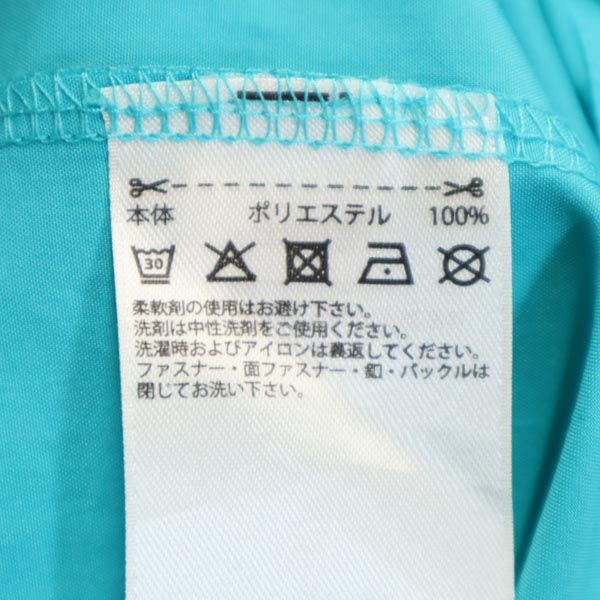 本体 ポリエステル 100%
30
柔軟剤の使用はお避け下さい。
洗剤は中性洗剤をご使用ください。
洗濯時およびアイロンは裏返してください。
ファスナー・面ファスナー・釦・バックルは
閉じてお洗い下さい。